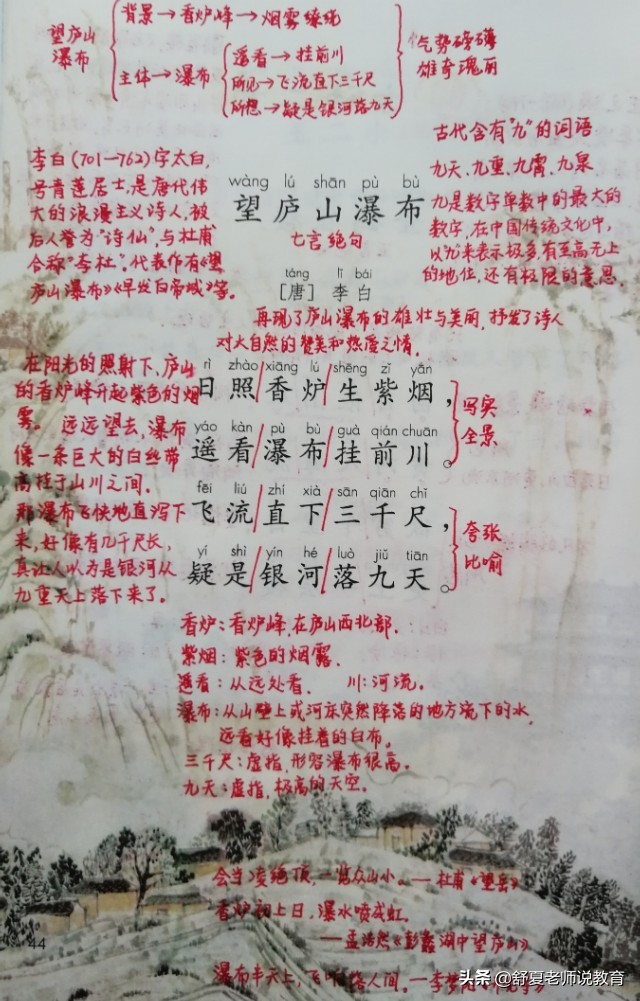 望庐山瀑布
背景→香炉峰→烟雾缭绕
主体→瀑布
遥看→挂前川
所见→飞流直下三千尺
所想→疑是银河落九天
气势磅礴
雄奇瑰丽
古代含有"九"的词语
九天、九重、九霄、九泉
九是数字单数中的最大的
数字,在中国传统文化中,
以九来表示极多,有至高无上
的地位,还有极限的意思.
李白(701—762)字太白,
号青莲居士,是唐代伟
大的浪漫主义诗人,被
后人誉为"诗仙",与杜甫
合称"李杜".代表作有《望
庐山瀑布》《早发白帝城》等。
wàng lú shān pù bù
望庐山瀑布
七言绝句
táng lǐ bái
[唐] 李白
再现了庐山瀑布的雄壮与美丽,抒发了诗人
对大自然的赞美和热爱之情.
在阳光的照射下,庐山
的香炉峰升起紫色的烟
雾。远远望去,瀑布
像一条巨大的白丝带
高挂于山川之间.
那瀑布飞快地直泻下
来,好像有几千尺长,
真让人以为是银河从
九重天上落下来了。
rì zhào xiāng lú shēng zǐ yān
日照/香炉/生紫烟,
yáo kàn pù bù guà qián chuān
遥看/瀑布/挂前川。
写实
全景
fēi liú zhí xià sān qiān chǐ
飞流/直下/三千尺,
yí shì yín hé luò jiǔ tiān
疑是/银河/落九天。
夸张
比喻
香炉:香炉峰,在庐山西北部.
紫烟:紫色的烟雾.
遥看:从远处看. 川:河流。
瀑布:从山壁上或河床突然降落的地方流下的水,
远看好像挂着的白布。
三千尺:虚指,形容瀑布很高。
九天:虚指,极高的天空。
会当凌绝顶,一览众山小。—杜甫《望岳》
香炉初上日,瀑水喷成虹.
—孟浩然《彭蠡湖中望庐山》
瀑布半天上,飞
落人间.—李梦阳
44
头条 @舒夏老师说教育